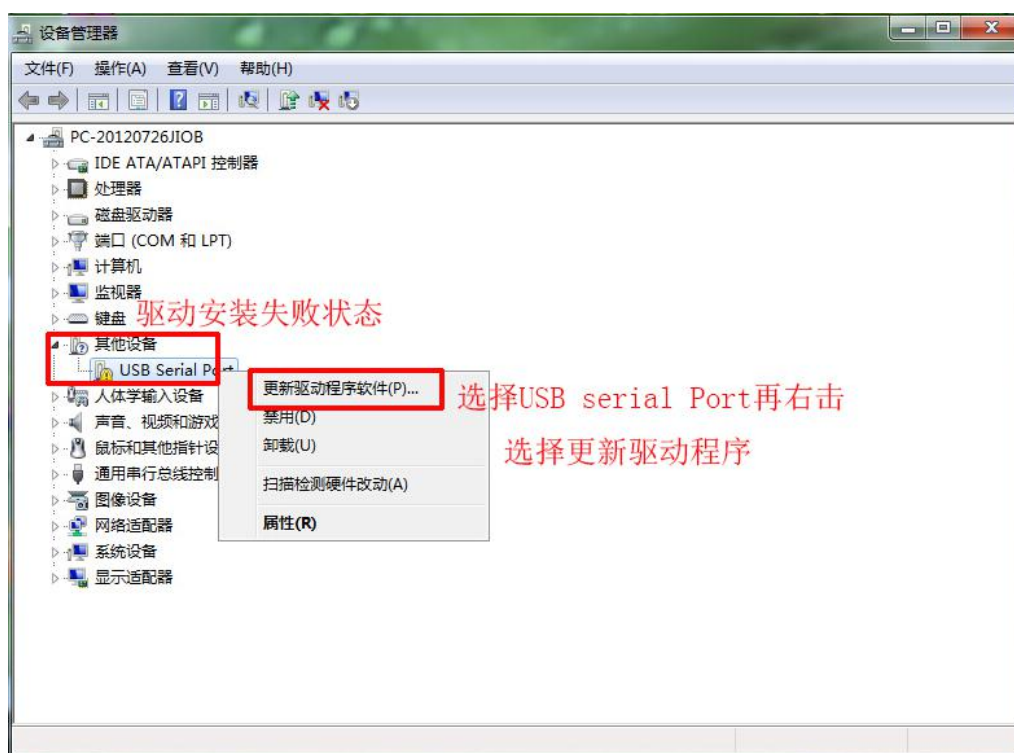 设备管理器
文件(F) 操作(A) 查看(V) 帮助(H)
PC-20120726JIOB
IDE ATA/ATAPI 控制器
处理器
磁盘驱动器
端口 (COM 和 LPT)
计算机
监视器
键盘
驱动安装失败状态
其他设备
USB Serial Port
更新驱动程序软件(P)...
选择USB serial Port再右击
人体学输入设备
声音、视频和游戏
禁用(D)
鼠标和其他指针设
卸载(U)
选择更新驱动程序
通用串行总线控制
扫描检测硬件改动(A)
图像设备
网络适配器
属性(R)
系统设备
显示适配器